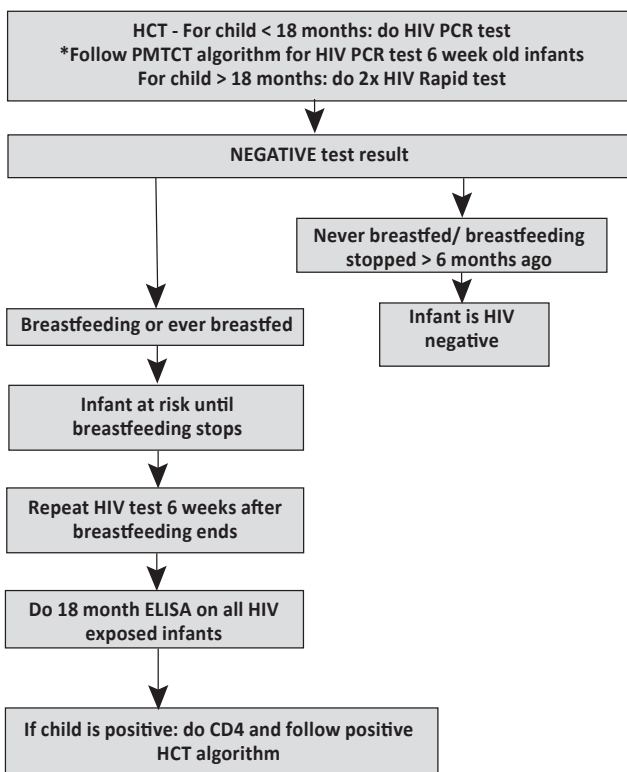 HCT - For child < 18 months: do HIV PCR test
*Follow PMTCT algorithm for HIV PCR test 6 week old infants
For child > 18 months: do 2x HIV Rapid test
NEGATIVE test result
Never breastfed/ breastfeeding
stopped > 6 months ago
Infant is HIV
negative
Breastfeeding or ever breastfed
Infant at risk until
breastfeeding stops
Repeat HIV test 6 weeks after
breastfeeding ends
Do 18 month ELISA on all HIV
exposed infants
If child is positive: do CD4 and follow positive
HCT algorithm